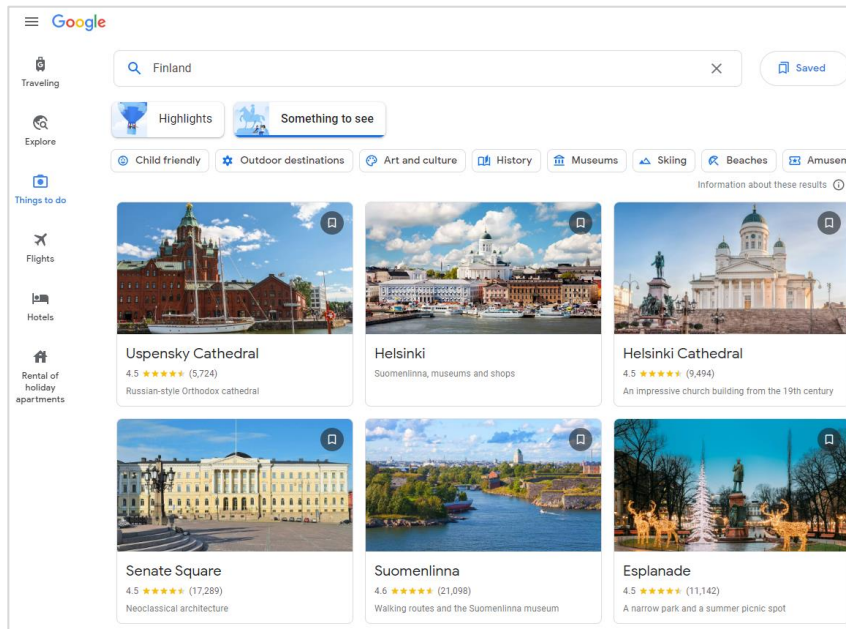 Google
Finland
Saved
Traveling
Explore
Things to do
Flights
Hotels
Rental of
holiday
apartments
Highlights
Something to see
Child friendly
Outdoor destinations
Art and culture
History
Museums
Skiing
Beaches
Amusem
Information about these results
Uspensky Cathedral
4.5 (5,724)
Russian-style Orthodox cathedral
Helsinki
Suomenlinna, museums and shops
Helsinki Cathedral
4.5 (9,494)
An impressive church building from the 19th century
Senate Square
4.5 (17,289)
Neoclassical architecture
Suomenlinna
4.6 (21,098)
Walking routes and the Suomenlinna museum
Esplanade
4.5 (11,142)
A narrow park and a summer picnic spot